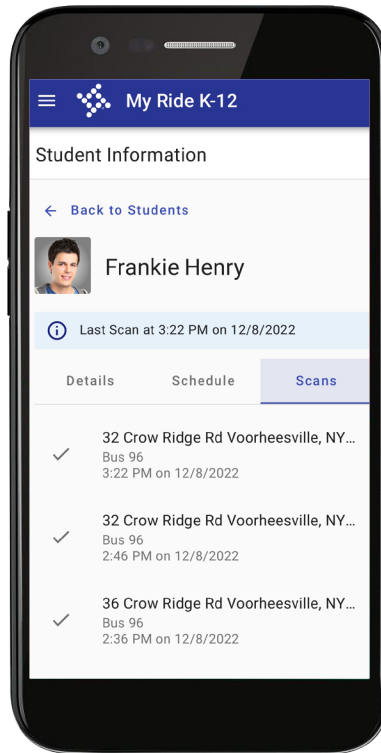 My Ride K-12
Student Information
Back to Students
Frankie Henry
Last Scan at 3:22 PM on 12/8/2022
Details Schedule Scans
32 Crow Ridge Rd Voorheesville, NY...
Bus 96
3:22 PM on 12/8/2022
32 Crow Ridge Rd Voorheesville, NY...
Bus 96
2:46 PM on 12/8/2022
36 Crow Ridge Rd Voorheesville, NY...
Bus 96
2:36 PM on 12/8/2022